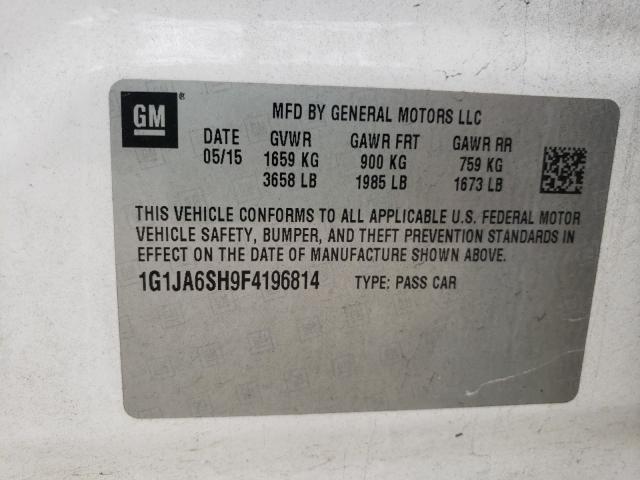 GM ®
MFD BY GENERAL MOTORS LLC
DATE GVWR GAWR FRT GAWR RR
05/15 1659 KG 900 KG 759 KG
3658 LB 1985 LB 1673 LB
THIS VEHICLE CONFORMS TO ALL APPLICABLE U.S. FEDERAL MOTOR
VEHICLE SAFETY, BUMPER, AND THEFT PREVENTION STANDARDS IN
EFFECT ON THE DATE OF MANUFACTURE SHOWN ABOVE.
1G1JA6SH9F4196814 TYPE: PASS CAR